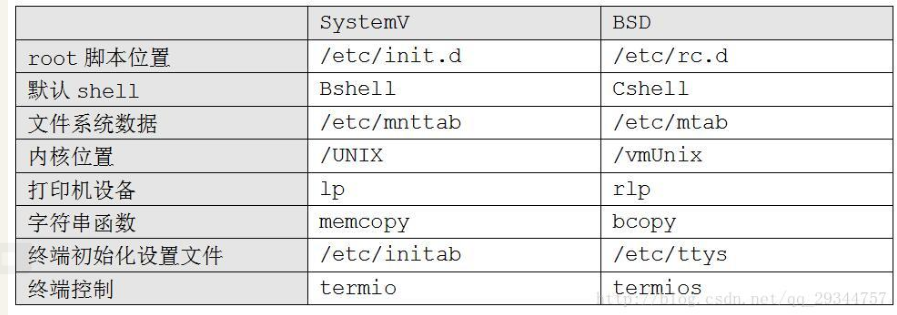 SystemV BSD
root 脚本位置 /etc/init.d /etc/rc.d
默认 shell Bshell Cshell
文件系统数据 /etc/mnttab /etc/mtab
内核位置 /UNIX /vmUnix
打印机设备 lp rlp
字符串函数 memcopy bcopy
终端初始化设置文件 /etc/initab /etc/ttys
终端控制 termio termios
http://blog.csdn.net/qq_29344757